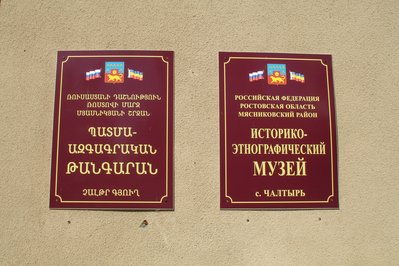 ՌՈՒՍԱՍՏԱՆԻ ԴԱՇՆՈՒԹՅՈՒՆ
ՌՈՍՏՈՎԻ ՄԱՐԶ
ՄՅԱՍՆԻԿՅԱՆԻ ՇՐՋԱՆ
ՊԱՏՄԱ-
ԱԶԳԱԳՐԱԿԱՆ
ԹԱՆԳԱՐԱՆ
ՉԱԼԹՐ ԳՅՈՒՂ
РОССИЙСКАЯ ФЕДЕРАЦИЯ
РОСТОВСКАЯ ОБЛАСТЬ
МЯСНИКОВСКИЙ РАЙОН
ИСТОРИКО-
ЭТНОГРАФИЧЕСКИЙ
МУЗЕЙ
с. ЧАЛТЫРЬ